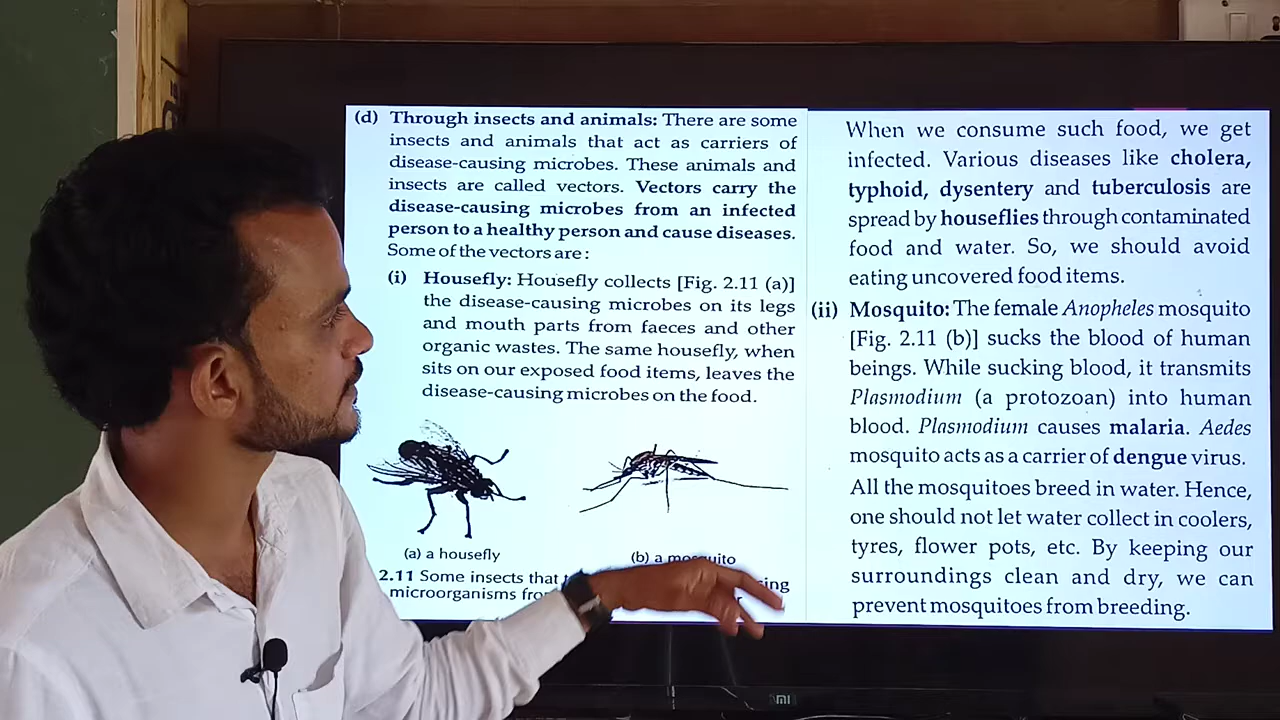 (d) Through insects and animals: There are some
insects and animals that act as carriers of
disease-causing microbes. These animals and
insects are called vectors. Vectors carry the
disease-causing microbes from an infected
person to a healthy person and cause diseases.
Some of the vectors are :
(i) Housefly: Housefly collects [Fig. 2.11 (a)]
the disease-causing microbes on its legs
and mouth parts from faeces and other
organic wastes. The same housefly, when
sits on our exposed food items, leaves the
disease-causing microbes on the food.
(a) a housefly
(b) a mosquito
2.11 Some insects that
microorganisms
When we consume such food, we get
infected. Various diseases like cholera,
typhoid, dysentery and tuberculosis are
spread by houseflies through contaminated
food and water. So, we should avoid
eating uncovered food items.
(ii) Mosquito: The female Anopheles mosquito
[Fig. 2.11 (b)] sucks the blood of human
beings. While sucking blood, it transmits
Plasmodium (a protozoan) into human
blood. Plasmodium causes malaria. Aedes
mosquito acts as a carrier of dengue virus.
All the mosquitoes breed in water. Hence,
one should not let water collect in coolers,
tyres, flower pots, etc. By keeping our
surroundings clean and dry, we can
prevent mosquitoes from breeding.
mi